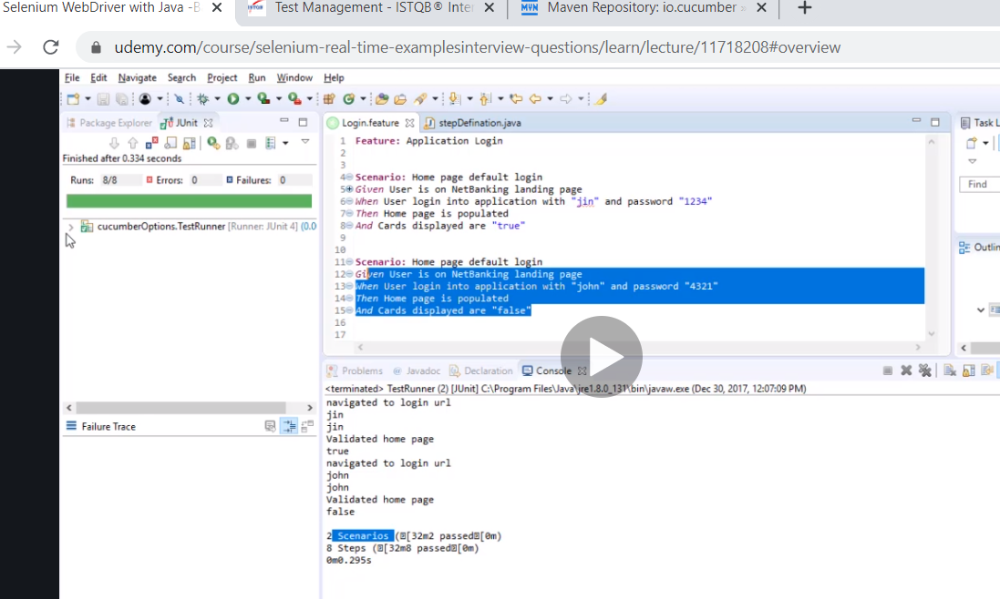 Selenium WebDriver with Java -B
Test Management - ISTQB® Inter
Maven Repository: io.cucumber »
udemy.com/course/selenium-real-time-examplesinterview-questions/learn/lecture/11718208#overview
File Edit Navigate Search Project Run Window Help
Package Explorer JUnit
Finished after 0.334 seconds
Runs: 8/8 Errors: 0 Failures: 0
cucumberOptions.TestRunner [Runner: JUnit 4] (0.0
Failure Trace
Login.feature stepDefination.java
1 Feature: Application Login
2
3
4 Scenario: Home page default login
5 Given User is on NetBanking landing page
6 When User login into application with "jin" and password "1234"
7 Then Home page is populated
8 And Cards displayed are "true"
9
10
11 Scenario: Home page default login
12 Given User is on NetBanking landing page
13 When User login into application with "john" and password "4321"
14 Then Home page is populated
15 And Cards displayed are "false"
16
17
Task L
Find
Outlin
Problems @ Javadoc Declaration Console
<terminated> TestRunner (2) [JUnit] C:\Program Files\Java\jre1.8.0_131\bin\javaw.exe (Dec 30, 2017, 12:07:09 PM)
navigated to login url
jin
jin
Validated home page
true
navigated to login url
john
john
Validated home page
false
2 Scenarios ([32m2 passed[0m)
8 Steps ([32m8 passed[0m)
0m0.295s